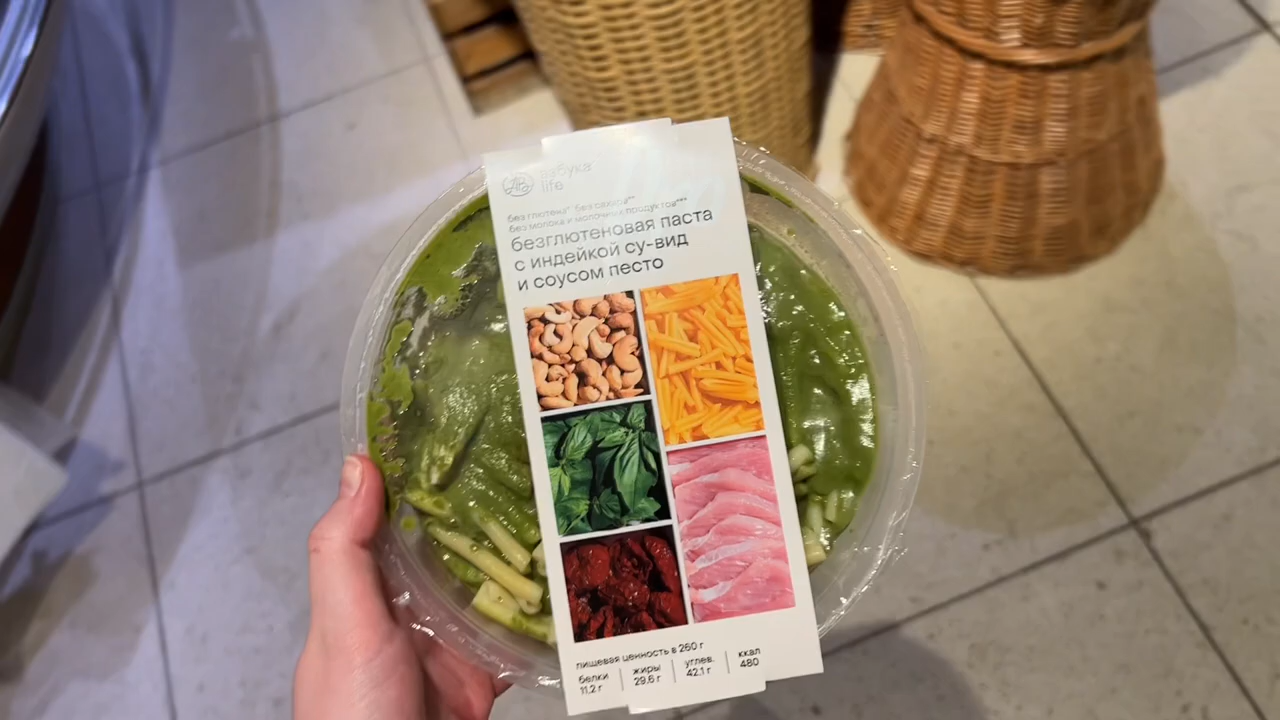 АВ
азбука
life
без глютена* без сахара**
без молока и молочных продуктов***
безглютеновая паста
с индейкой су-вид
и соусом песто
пищевая ценность в 260 г
белки жиры углев. ккал
11,2 г 29,6 г 42,1 г 480